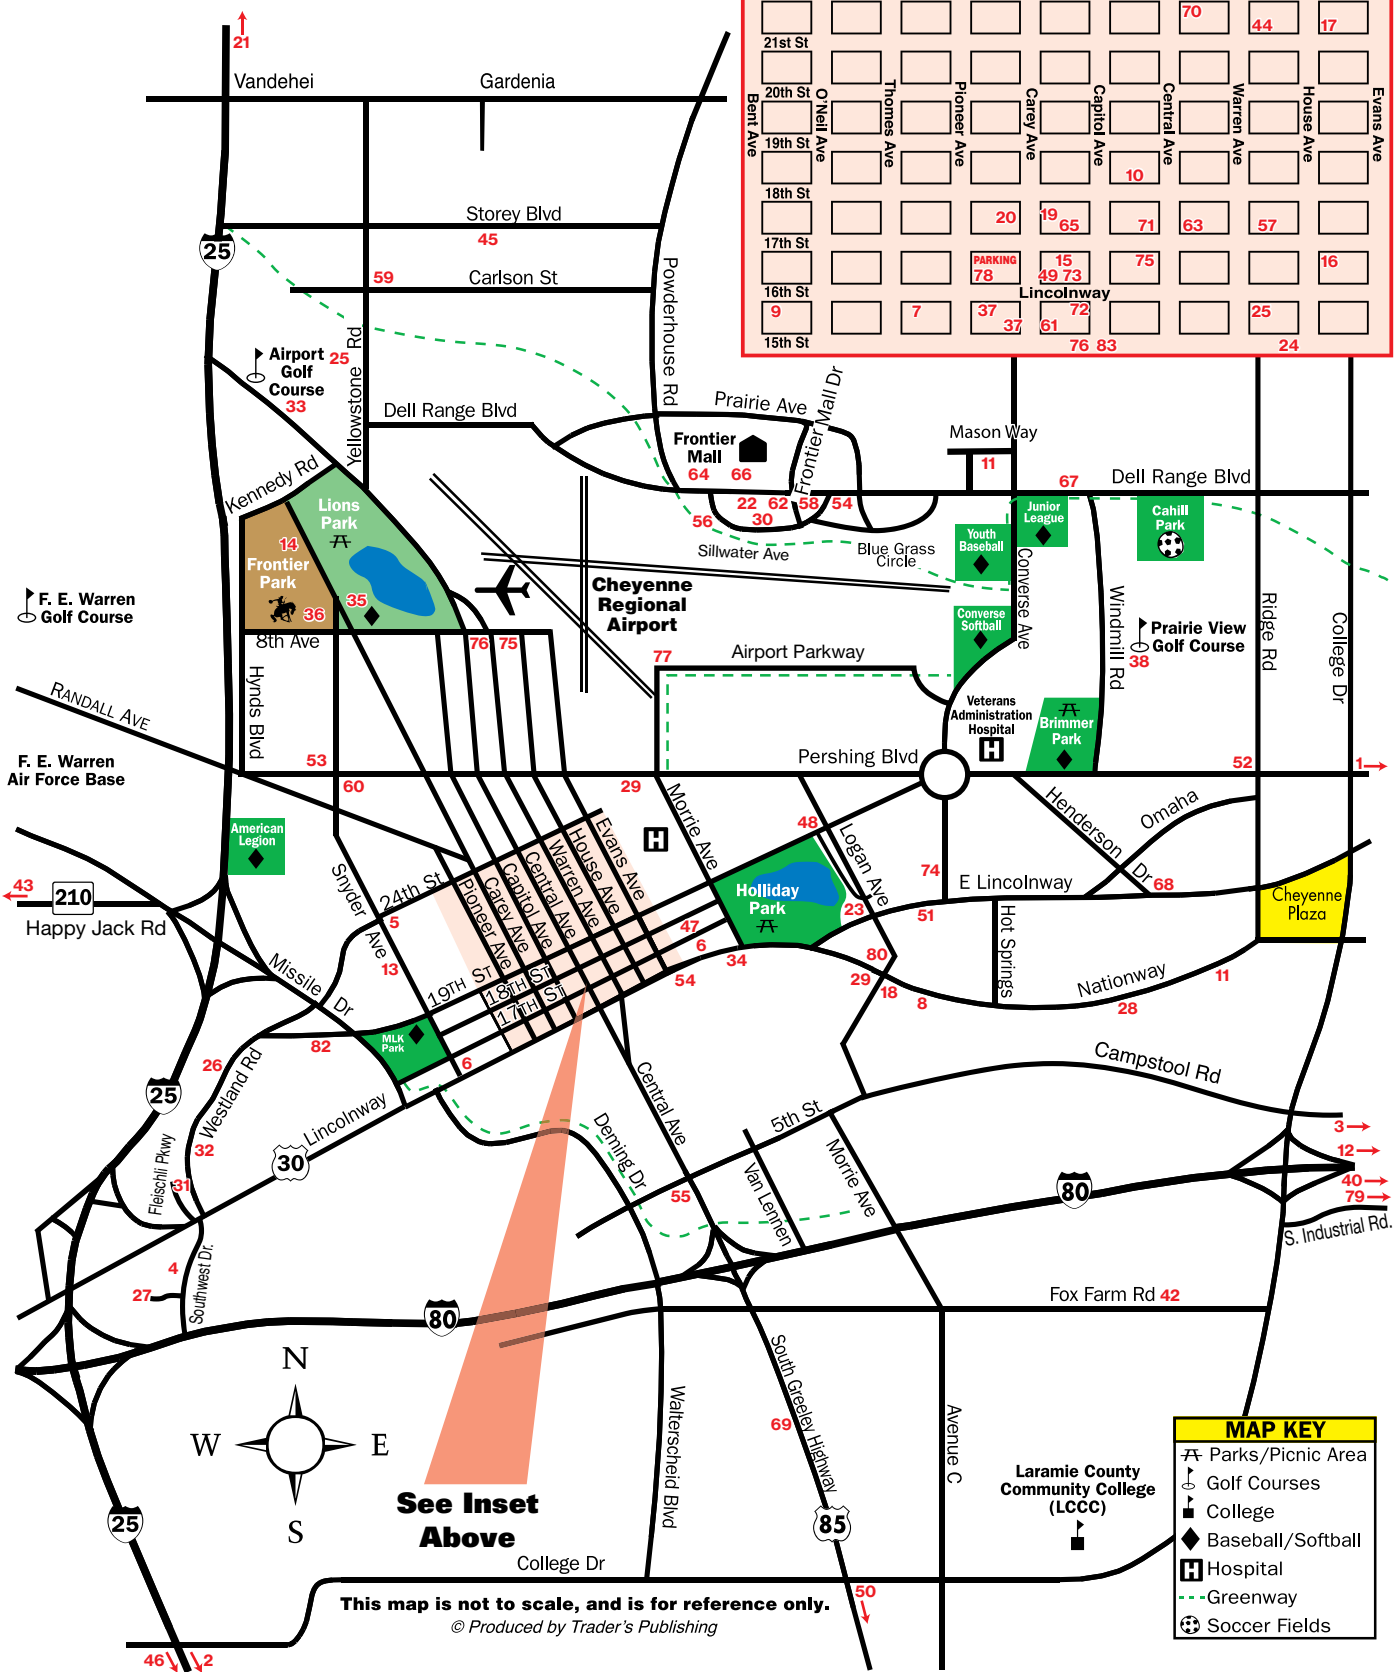 21
Vandehei
Gardenia
70
44
17
21st St
20th St
19th St
18th St
17th St
16th St
15th St
Bent Ave
O'Neil Ave
Thomes Ave
Pioneer Ave
Carey Ave
Capitol Ave
Central Ave
Warren Ave
House Ave
Evans Ave
10
20
19
65
71
63
57
PARKING
78
15
49 73
75
16
Lincolnway
9
7
37
37
72
61
25
76 83
24
Storey Blvd
45
25
59
Carlson St
Powderhouse Rd
Yellowstone Rd
Airport
Golf
Course
25
33
Dell Range Blvd
Prairie Ave
Frontier Mall Dr
Frontier
Mall
64
66
Mason Way
11
67
Dell Range Blvd
22
62
58
54
30
56
Kennedy Rd
Lions
Park
14
Frontier
Park
35
36
8th Ave
Sillwater Ave
Blue Grass
Circle
Youth
Baseball
Junior
League
Cahill
Park
Converse
Softball
Converse Ave
Windmill Rd
Ridge Rd
College Dr
Cheyenne
Regional
Airport
F. E. Warren
Golf Course
Prairie View
Golf Course
38
76
75
77
Airport Parkway
Randall Ave
Hynds Blvd
Veterans
Administration
Hospital
H
Brimmer
Park
F. E. Warren
Air Force Base
53
60
29
Pershing Blvd
52
1
American
Legion
H
Morrie Ave
48
Logan Ave
Henderson Dr
Omaha
43
210
Happy Jack Rd
Snyder Ave
24th St
5
13
Pioneer Ave
Carey Ave
Capitol Ave
Central Ave
Warren Ave
House Ave
Evans Ave
Holliday
Park
23
74
E Lincolnway
68
51
Cheyenne
Plaza
47
6
34
54
80
29
18
8
Hot Springs
Nationway
11
28
Missile Dr
19th St
18th St
17th St
MLK
Park
6
82
26
25
Westland Rd
Lincolnway
30
32
Fleischli Pkwy
31
Central Ave
Deming Dr
5th St
Campstool Rd
3
12
40
79
S. Industrial Rd.
Van Lennen
Morrie Ave
55
80
4
27
Southwest Dr.
80
Fox Farm Rd 42
N
W
E
S
See Inset
Above
Walterscheid Blvd
South Greeley Highway
69
85
Avenue C
Laramie County
Community College
(LCCC)
25
College Dr
50
46
2
This map is not to scale, and is for reference only.
© Produced by Trader's Publishing
MAP KEY
Parks/Picnic Area
Golf Courses
College
Baseball/Softball
H Hospital
Greenway
Soccer Fields